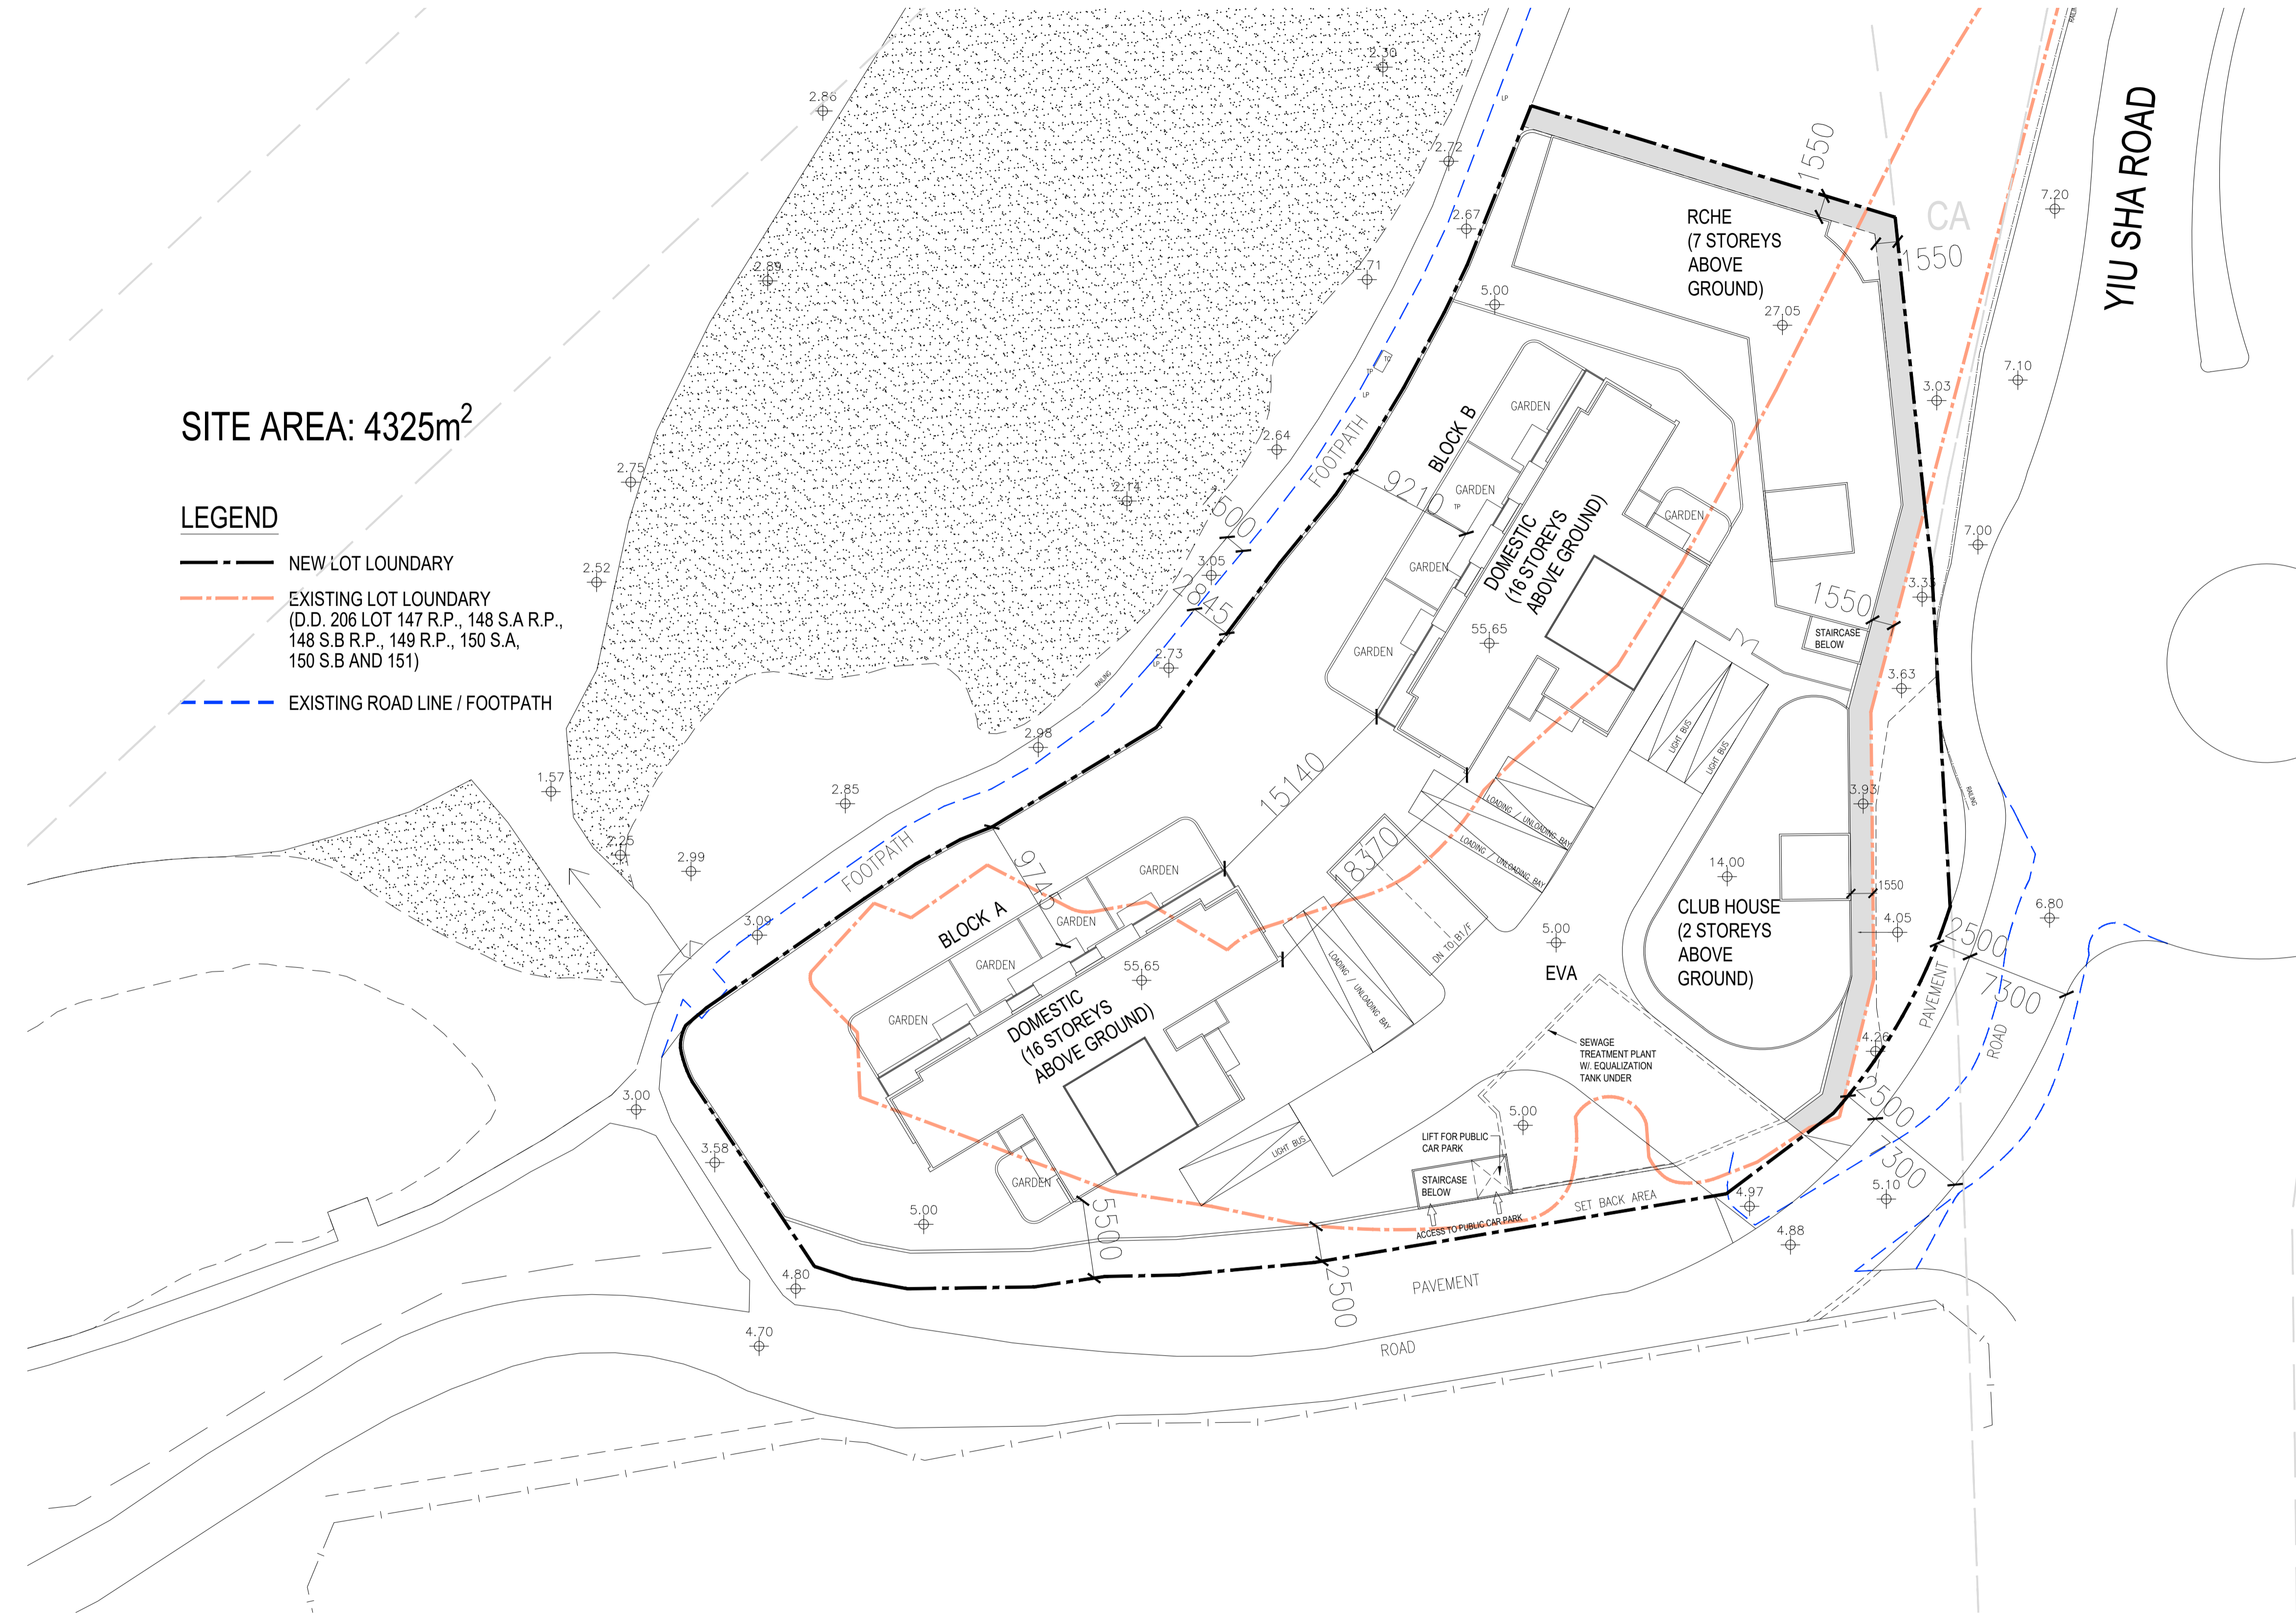 SITE AREA: 4325m²
LEGEND
NEW LOT LOUNDARY
EXISTING LOT LOUNDARY
(D.D. 206 LOT 147 R.P., 148 S.A R.P.,
148 S.B R.P., 149 R.P., 150 S.A,
150 S.B AND 151)
EXISTING ROAD LINE / FOOTPATH
YIU SHA ROAD
CA
RCHE
(7 STOREYS
ABOVE
GROUND)
27.05
1550
1550
1550
1550
BLOCK B
DOMESTIC
(16 STOREYS
ABOVE GROUND)
55.65
GARDEN
GARDEN
GARDEN
GARDEN
GARDEN
BLOCK A
DOMESTIC
(16 STOREYS
ABOVE GROUND)
55.65
GARDEN
GARDEN
GARDEN
GARDEN
GARDEN
CLUB HOUSE
(2 STOREYS
ABOVE
GROUND)
14.00
STAIRCASE
BELOW
LIGHT BUS
LIGHT BUS
LIGHT BUS
LOADING / UNLOADING BAY
LOADING / UNLOADING BAY
LOADING / UNLOADING BAY
DN TO B1/F
5.00
EVA
SEWAGE
TREATMENT PLANT
W/. EQUALIZATION
TANK UNDER
LIFT FOR PUBLIC
CAR PARK
STAIRCASE
BELOW
ACCESS TO PUBLIC CAR PARK
SET BACK AREA
PAVEMENT
ROAD
PAVEMENT
ROAD
FOOTPATH
FOOTPATH
RAILING
RAILING
LP
LP
LP
TP
TP
TC
9210
1500
2845
9740
15140
18370
5500
2500
2500
7300
2500
7300
2.86
2.30
2.72
2.67
2.71
2.89
2.64
2.14
2.75
2.52
3.05
2.73
2.98
2.85
1.57
2.25
2.99
3.09
3.00
3.58
4.80
4.70
5.00
5.00
5.00
7.20
7.10
3.03
7.00
3.33
3.63
3.93
4.05
6.80
4.26
5.10
4.97
4.88